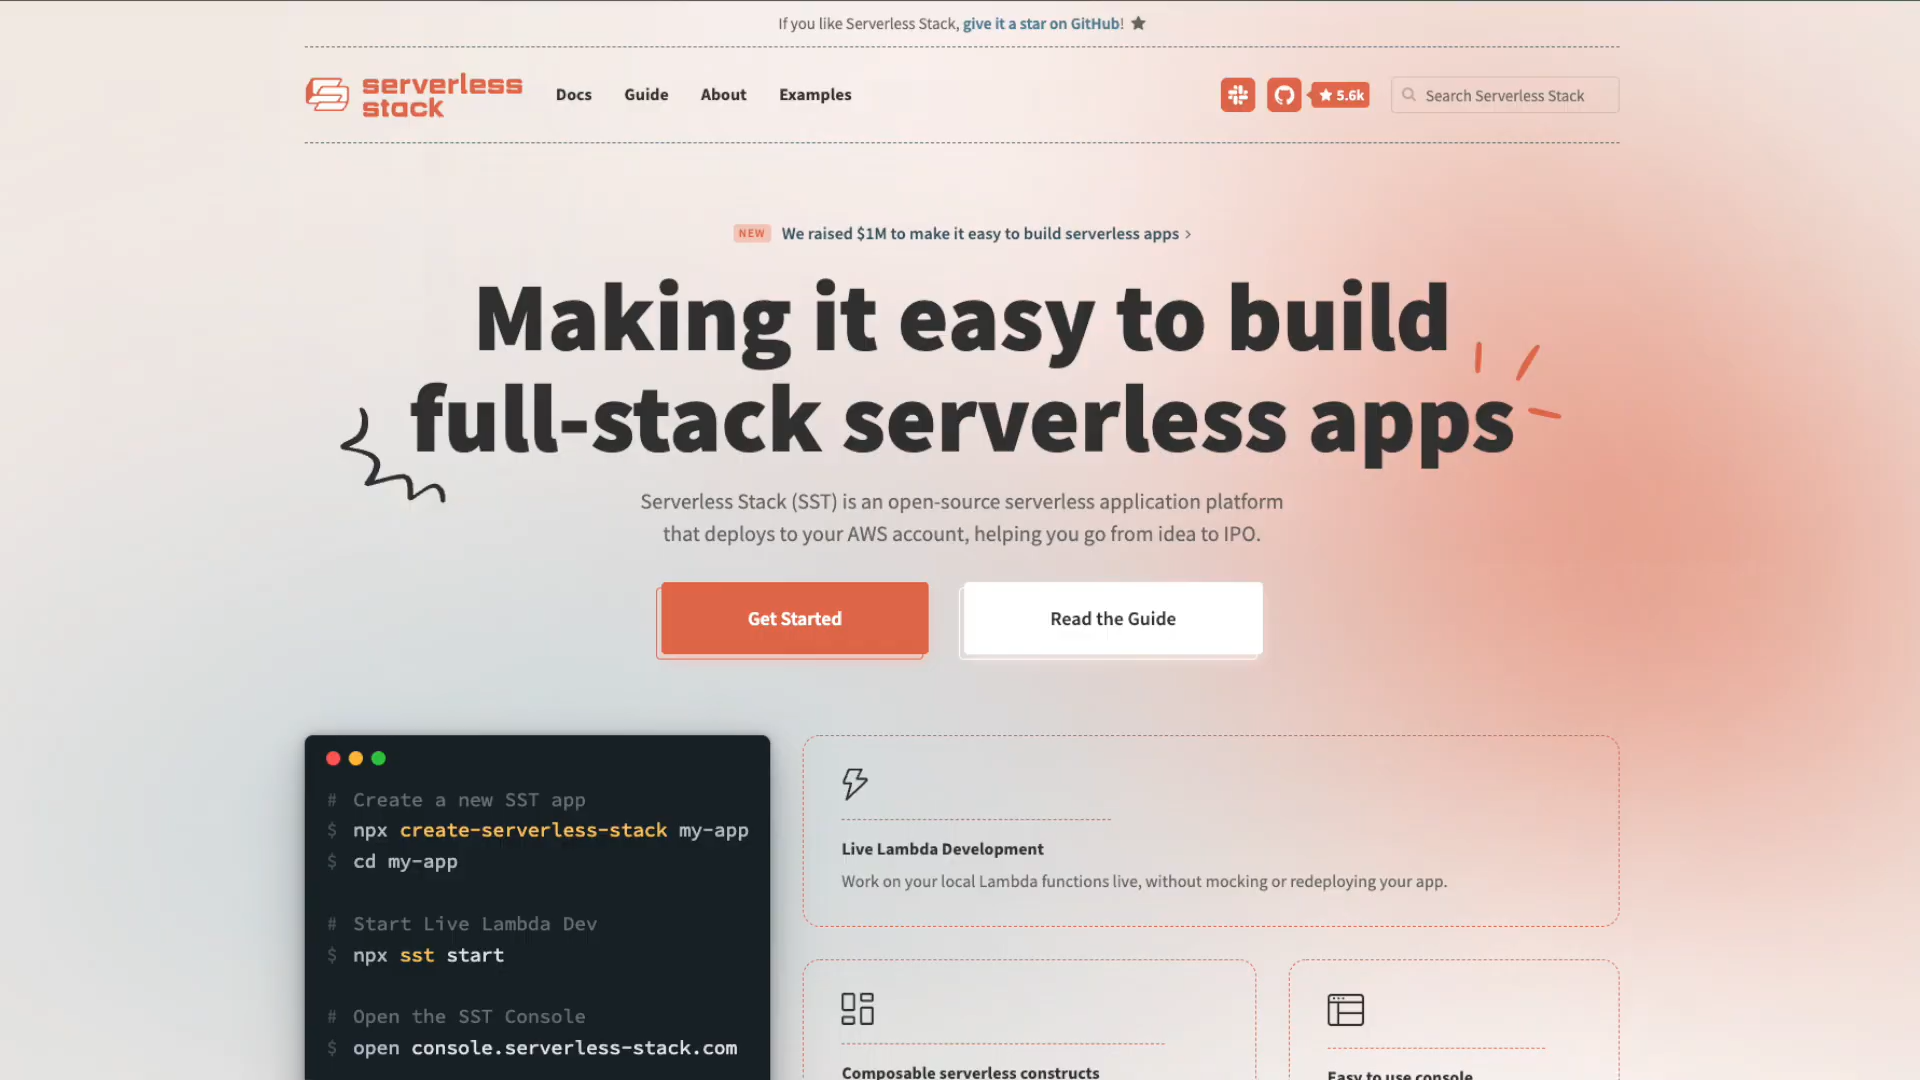 If you like Serverless Stack, give it a star on GitHub! ★
serverless
stack
Docs
Guide
About
Examples
★ 5.6k
Search Serverless Stack
NEW
We raised $1M to make it easy to build serverless apps ›
Making it easy to build
full-stack serverless apps
Serverless Stack (SST) is an open-source serverless application platform
that deploys to your AWS account, helping you go from idea to IPO.
Get Started
Read the Guide
# Create a new SST app
$ npx create-serverless-stack my-app
$ cd my-app
# Start Live Lambda Dev
$ npx sst start
# Open the SST Console
$ open console.serverless-stack.com
Live Lambda Development
Work on your local Lambda functions live, without mocking or redeploying your app.
Composable serverless constructs
Easy to use console